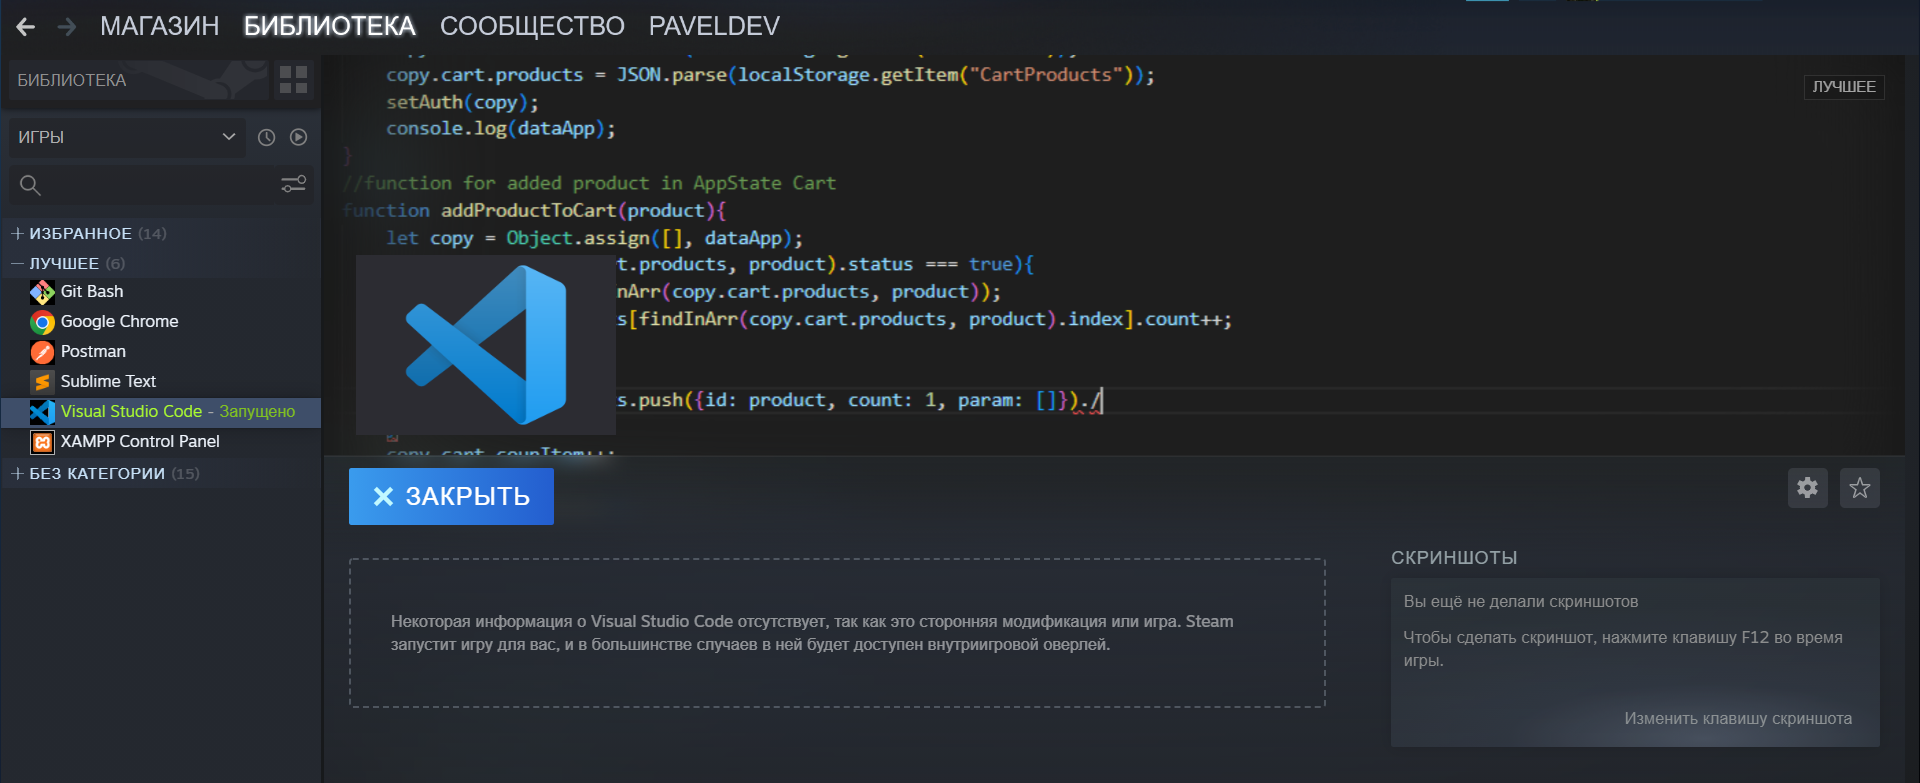 МАГАЗИН БИБЛИОТЕКА СООБЩЕСТВО PAVELDEV
БИБЛИОТЕКА
ИГРЫ
ИЗБРАННОЕ (14)
ЛУЧШЕЕ (6)
Git Bash
Google Chrome
Postman
Sublime Text
Visual Studio Code - Запущено
XAMPP Control Panel
БЕЗ КАТЕГОРИИ (15)
copy.cart.products = JSON.parse(localStorage.getItem("CartProducts"));
setAuth(copy);
console.log(dataApp);
}
//function for added product in AppState Cart
function addProductToCart(product){
let copy = Object.assign([], dataApp);
t.products, product).status === true){
nArr(copy.cart.products, product));
s[findInArr(copy.cart.products, product).index].count++;
s.push({id: product, count: 1, param: []})./
ЛУЧШЕЕ
ЗАКРЫТЬ
Некоторая информация о Visual Studio Code отсутствует, так как это сторонняя модификация или игра. Steam
запустит игру для вас, и в большинстве случаев в ней будет доступен внутриигровой оверлей.
СКРИНШОТЫ
Вы ещё не делали скриншотов
Чтобы сделать скриншот, нажмите клавишу F12 во время
игры.
Изменить клавишу скриншота